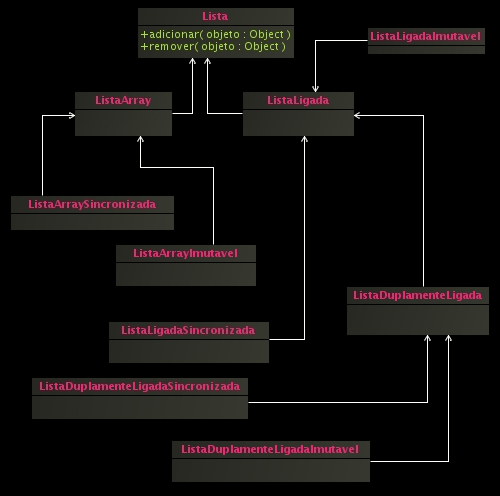 Lista
+adicionar( objeto : Object )
+remover( objeto : Object )
ListaLigadaImutavel
ListaArray
ListaLigada
ListaArraySincronizada
ListaArrayImutavel
ListaDuplamenteLigada
ListaLigadaSincronizada
ListaDuplamenteLigadaSincronizada
ListaDuplamenteLigadaImutavel